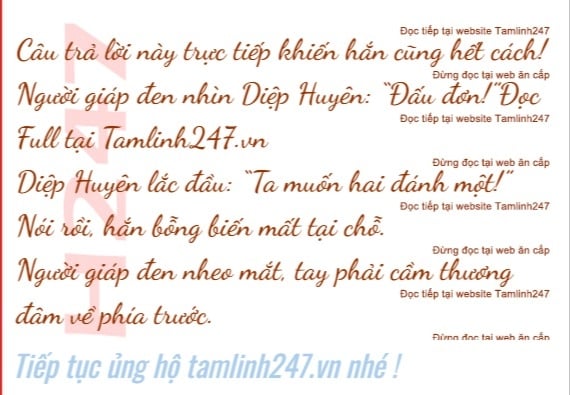 Đọc tiếp tại website Tamlinh247
Câu trả lời này trực tiếp khiến hắn cũng hết cách!
Đừng đọc tại web ăn cắp
Người giáp đen nhìn Diệp Huyên: “Đấu đơn!”Đọc
Đọc tiếp tại website Tamlinh247
Full tại Tamlinh247.vn
Đừng đọc tại web ăn cắp
Diệp Huyên lắc đầu: “Ta muốn hai đánh một!”
Đọc tiếp tại website Tamlinh247
Nói rồi, hắn bỗng biến mất tại chỗ.
Đừng đọc tại web ăn cắp
Người giáp đen nheo mắt, tay phải cầm thương
Đọc tiếp tại website Tamlinh247
đâm về phía trước.
Đừng đọc tại web ăn cắp
Tiếp tục ủng hộ tamlinh247.vn nhé !
H247